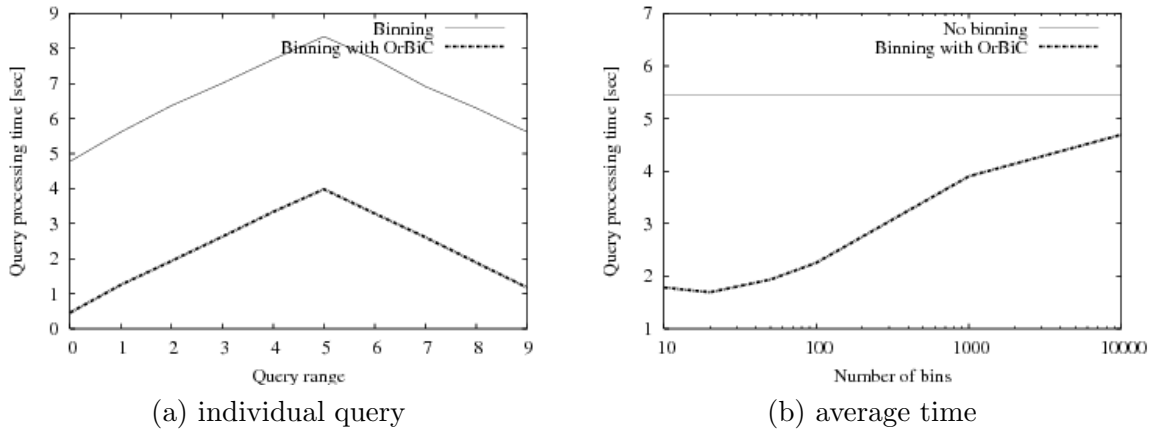 Query processing time [sec]
9
8
7
6
5
4
3
2
1
0
Binning
Binning with OrBiC
0 1 2 3 4 5 6 7 8 9
Query range
(a) individual query
Query processing time [sec]
7
6
5
4
3
2
1
No binning
Binning with OrBiC
10 100 1000 10000
Number of bins
(b) average time